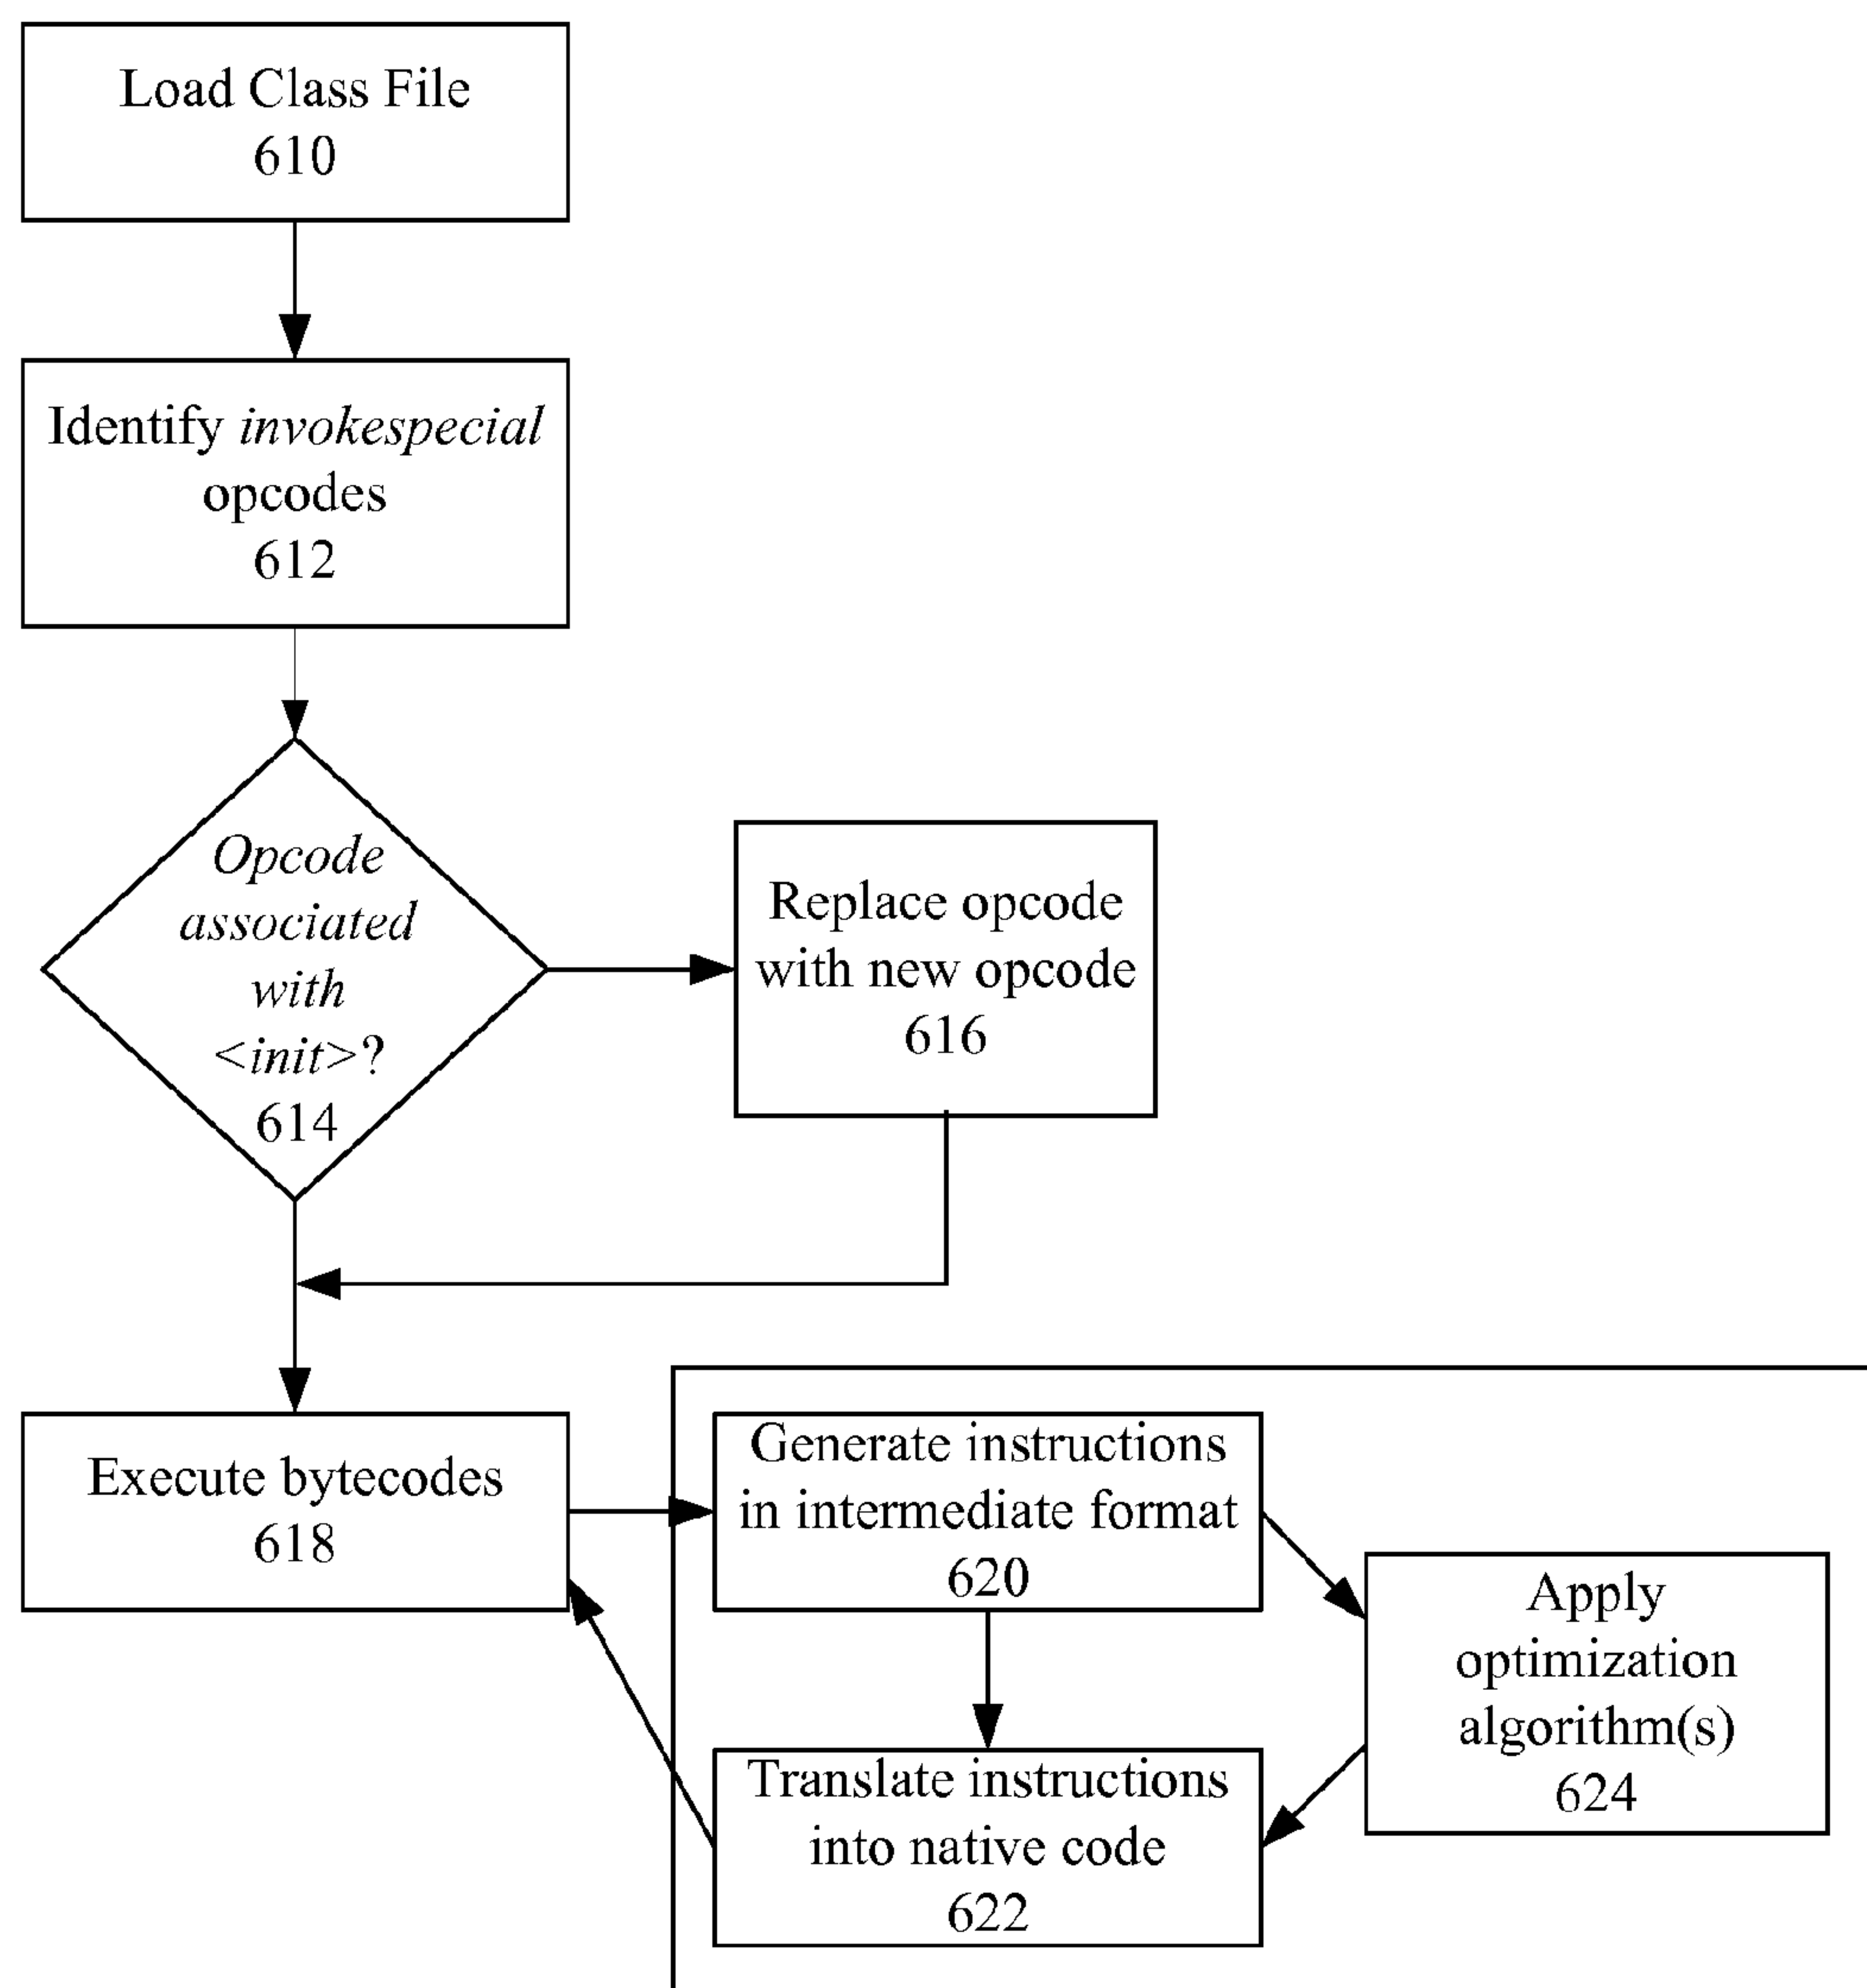 Load Class File
610
Identify invokespecial
opcodes
612
Opcode
associated
with
<init>?
614
Replace opcode
with new opcode
616
Execute bytecodes
618
Generate instructions
in intermediate format
620
Apply
optimization
algorithm(s)
624
Translate instructions
into native code
622